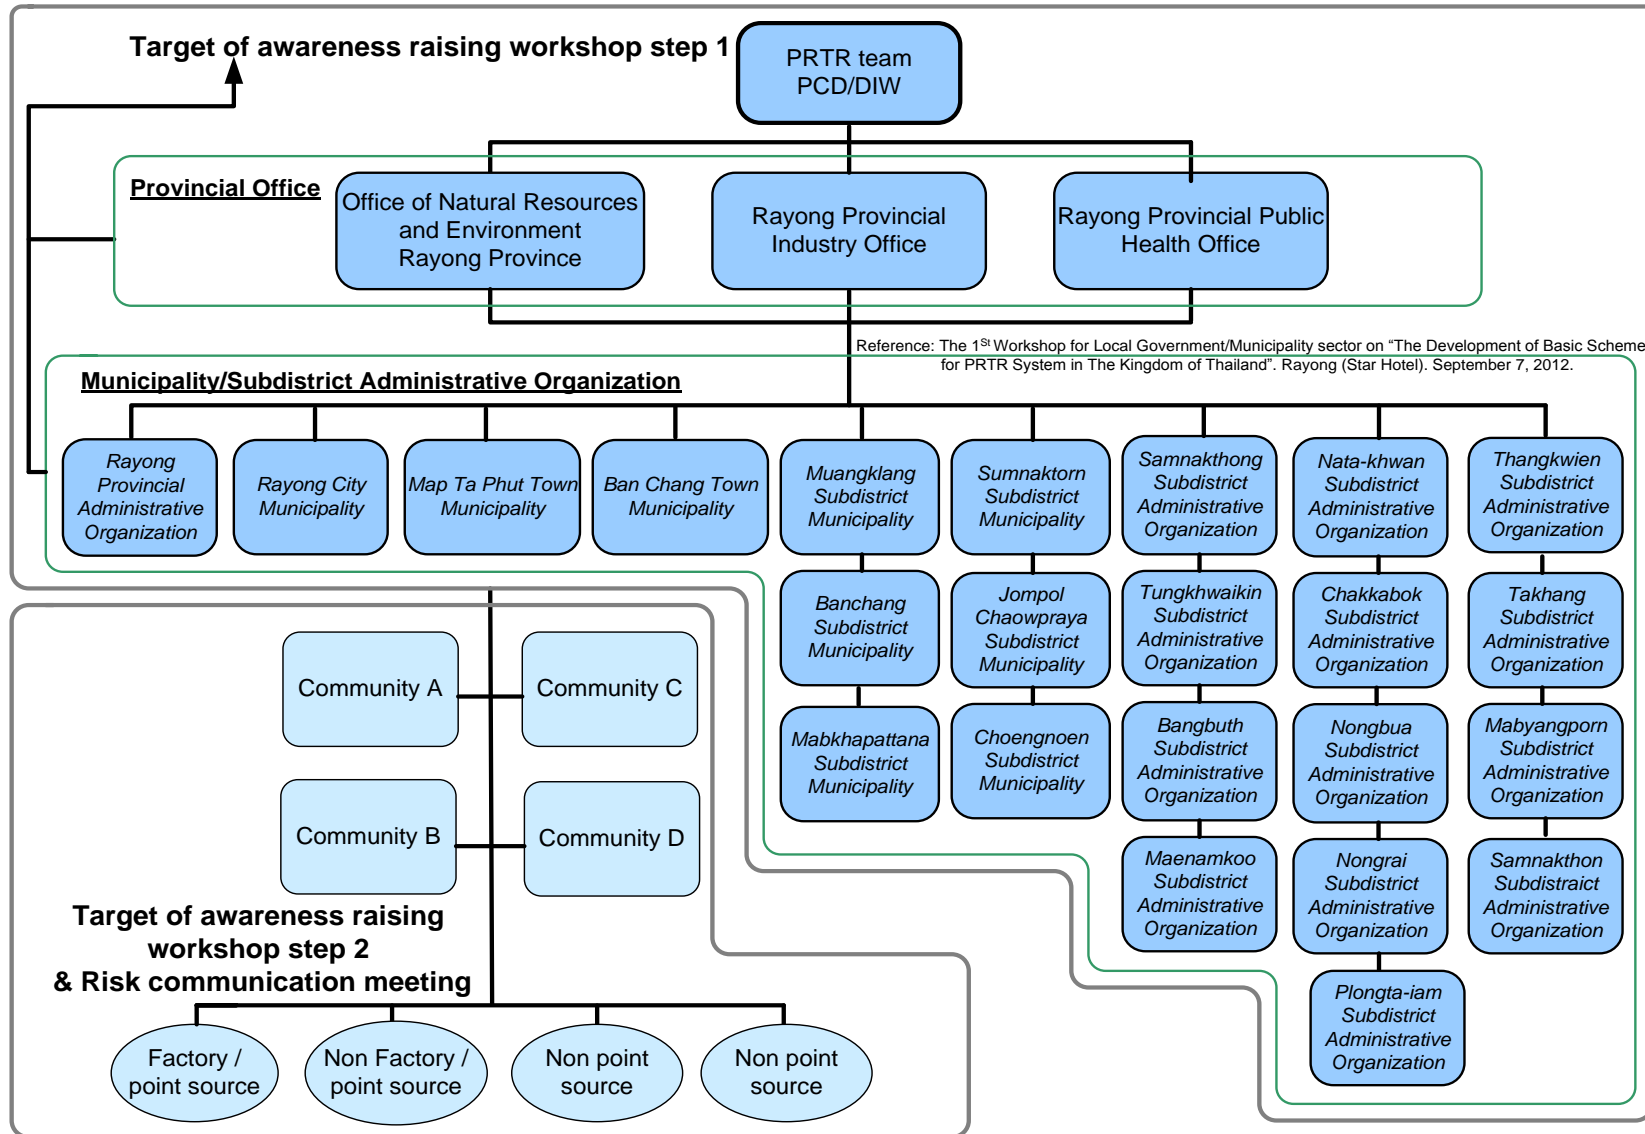 Target of awareness raising workshop step 1
PRTR team
PCD/DIW
Provincial Office
Office of Natural Resources
and Environment
Rayong Province
Rayong Provincial
Industry Office
Rayong Provincial Public
Health Office
Reference: The 1St Workshop for Local Government/Municipality sector on “The Development of Basic Scheme
for PRTR System in The Kingdom of Thailand”. Rayong (Star Hotel). September 7, 2012.
Municipality/Subdistrict Administrative Organization
Rayong
Provincial
Administrative
Organization
Rayong City
Municipality
Map Ta Phut Town
Municipality
Ban Chang Town
Municipality
Muangklang
Subdistrict
Municipality
Sumnaktorn
Subdistrict
Municipality
Samnakthong
Subdistrict
Administrative
Organization
Nata-khwan
Subdistrict
Administrative
Organization
Thangkwien
Subdistrict
Administrative
Organization
Banchang
Subdistrict
Municipality
Jompol
Chaowpraya
Subdistrict
Municipality
Tungkhwaikin
Subdistrict
Administrative
Organization
Chakkabok
Subdistrict
Administrative
Organization
Takhang
Subdistrict
Administrative
Organization
Mabkhapattana
Subdistrict
Municipality
Choengnoen
Subdistrict
Municipality
Bangbuth
Subdistrict
Administrative
Organization
Nongbua
Subdistrict
Administrative
Organization
Mabyangporn
Subdistrict
Administrative
Organization
Maenamkoo
Subdistrict
Administrative
Organization
Nongrai
Subdistrict
Administrative
Organization
Samnakthon
Subdistraict
Administrative
Organization
Plongta-iam
Subdistrict
Administrative
Organization
Community A
Community C
Community B
Community D
Target of awareness raising
workshop step 2
& Risk communication meeting
Factory /
point source
Non Factory /
point source
Non point
source
Non point
source